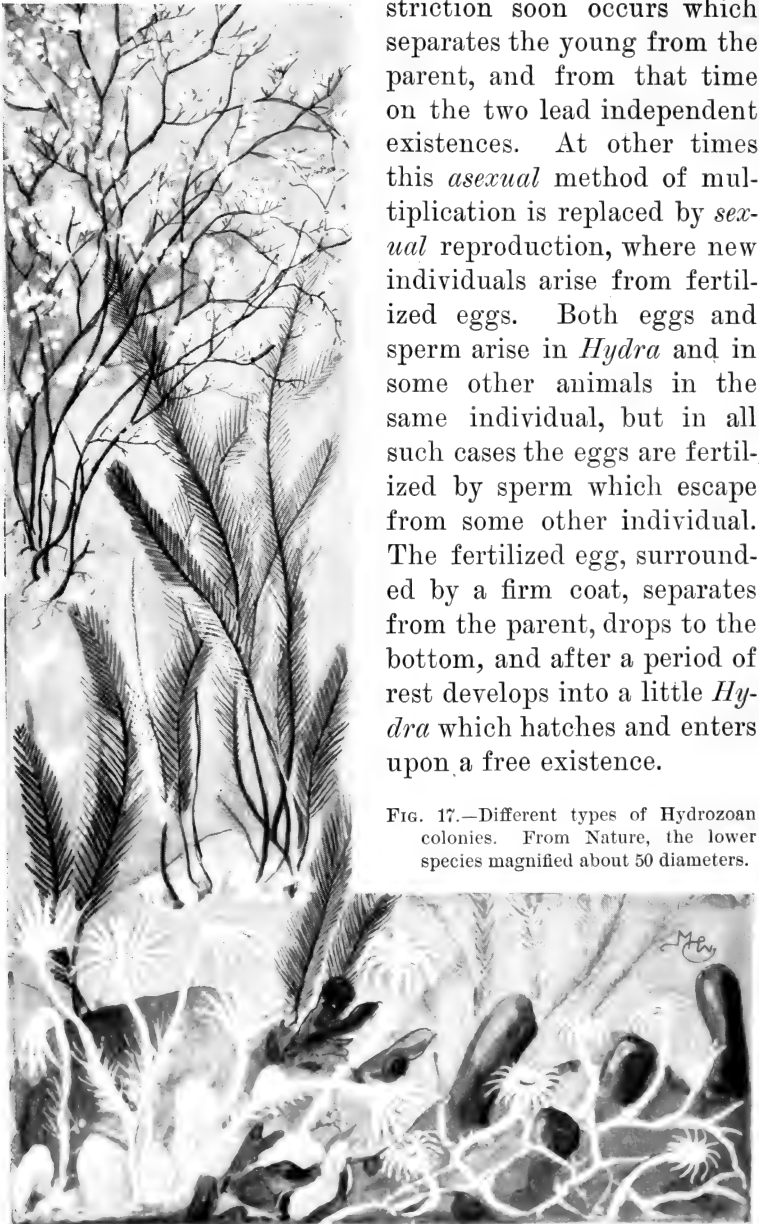 striction soon occurs which
separates the young from the
parent, and from that time
on the two lead independent
existences. At other times
this asexual method of mul-
tiplication is replaced by sex-
ual reproduction, where new
individuals arise from fertil-
ized eggs. Both eggs and
sperm arise in Hydra and in
some other animals in the
same individual, but in all
such cases the eggs are fertil-
ized by sperm which escape
from some other individual.
The fertilized egg, surround-
ed by a firm coat, separates
from the parent, drops to the
bottom, and after a period of
rest develops into a little Hy-
dra which hatches and enters
upon a free existence.
FIG. 17.—Different types of Hydrozoan
colonies. From Nature, the lower
species magnified about 50 diameters.